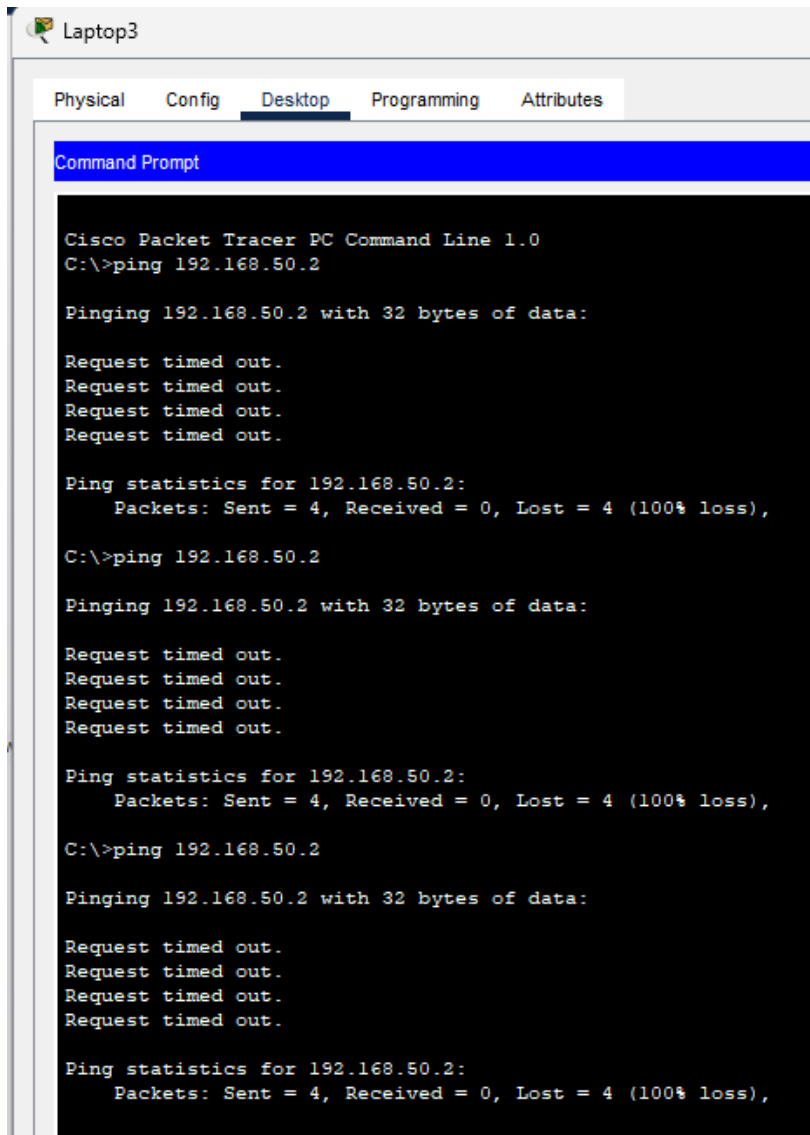 Laptop3
Physical Config Desktop Programming Attributes
Command Prompt
Cisco Packet Tracer PC Command Line 1.0
C:\>ping 192.168.50.2
Pinging 192.168.50.2 with 32 bytes of data:
Request timed out.
Request timed out.
Request timed out.
Request timed out.
Ping statistics for 192.168.50.2:
Packets: Sent = 4, Received = 0, Lost = 4 (100% loss),
C:\>ping 192.168.50.2
Pinging 192.168.50.2 with 32 bytes of data:
Request timed out.
Request timed out.
Request timed out.
Request timed out.
Ping statistics for 192.168.50.2:
Packets: Sent = 4, Received = 0, Lost = 4 (100% loss),
C:\>ping 192.168.50.2
Pinging 192.168.50.2 with 32 bytes of data:
Request timed out.
Request timed out.
Request timed out.
Request timed out.
Ping statistics for 192.168.50.2:
Packets: Sent = 4, Received = 0, Lost = 4 (100% loss),